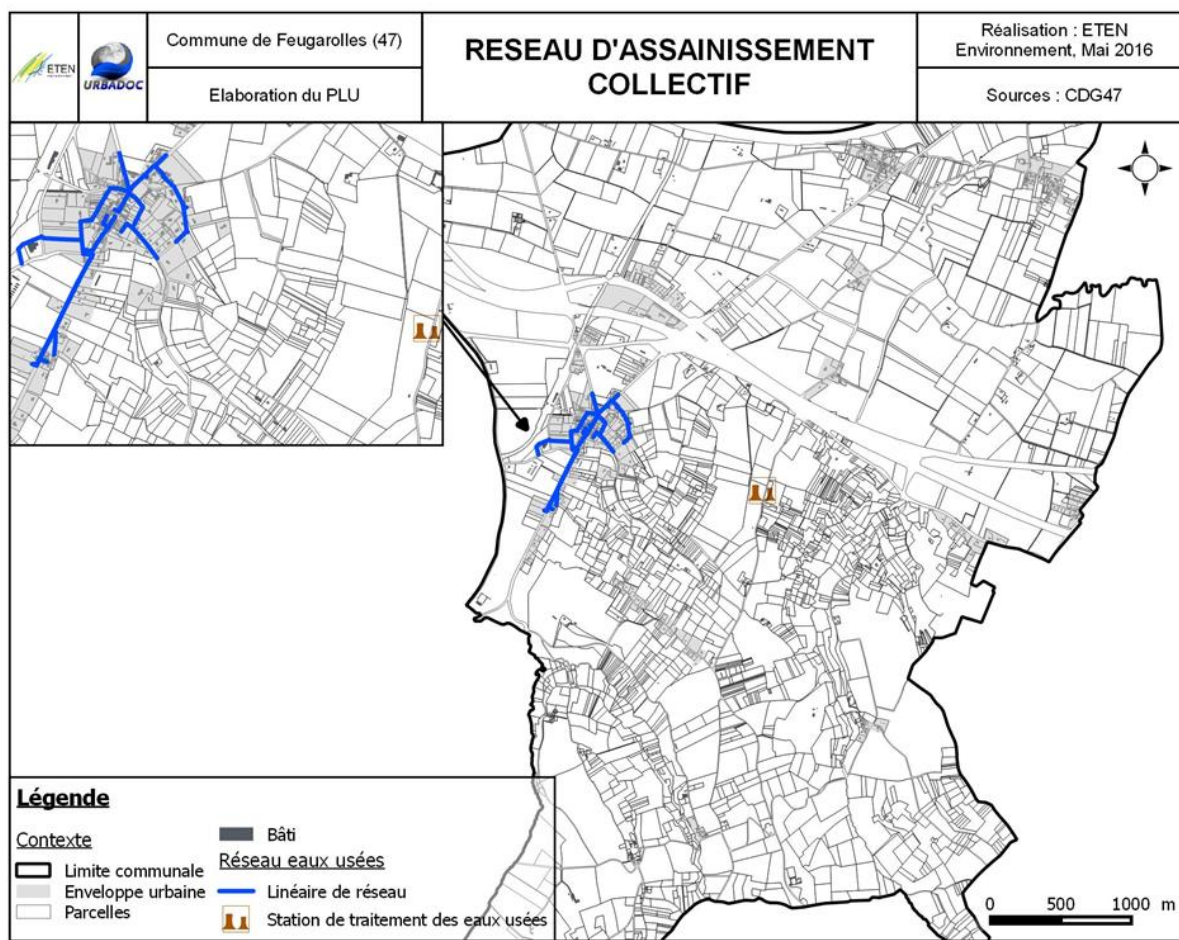 ETEN
URBADOC
Commune de Feugarolles (47)
Elaboration du PLU
RESEAU D'ASSAINISSEMENT
COLLECTIF
Réalisation : ETEN
Environnement, Mai 2016
Sources : CDG47
Légende
Contexte
Limite communale
Enveloppe urbaine
Parcelles
Bâti
Réseau eaux usées
Linéaire de réseau
Station de traitement des eaux usées
0 500 1000 m